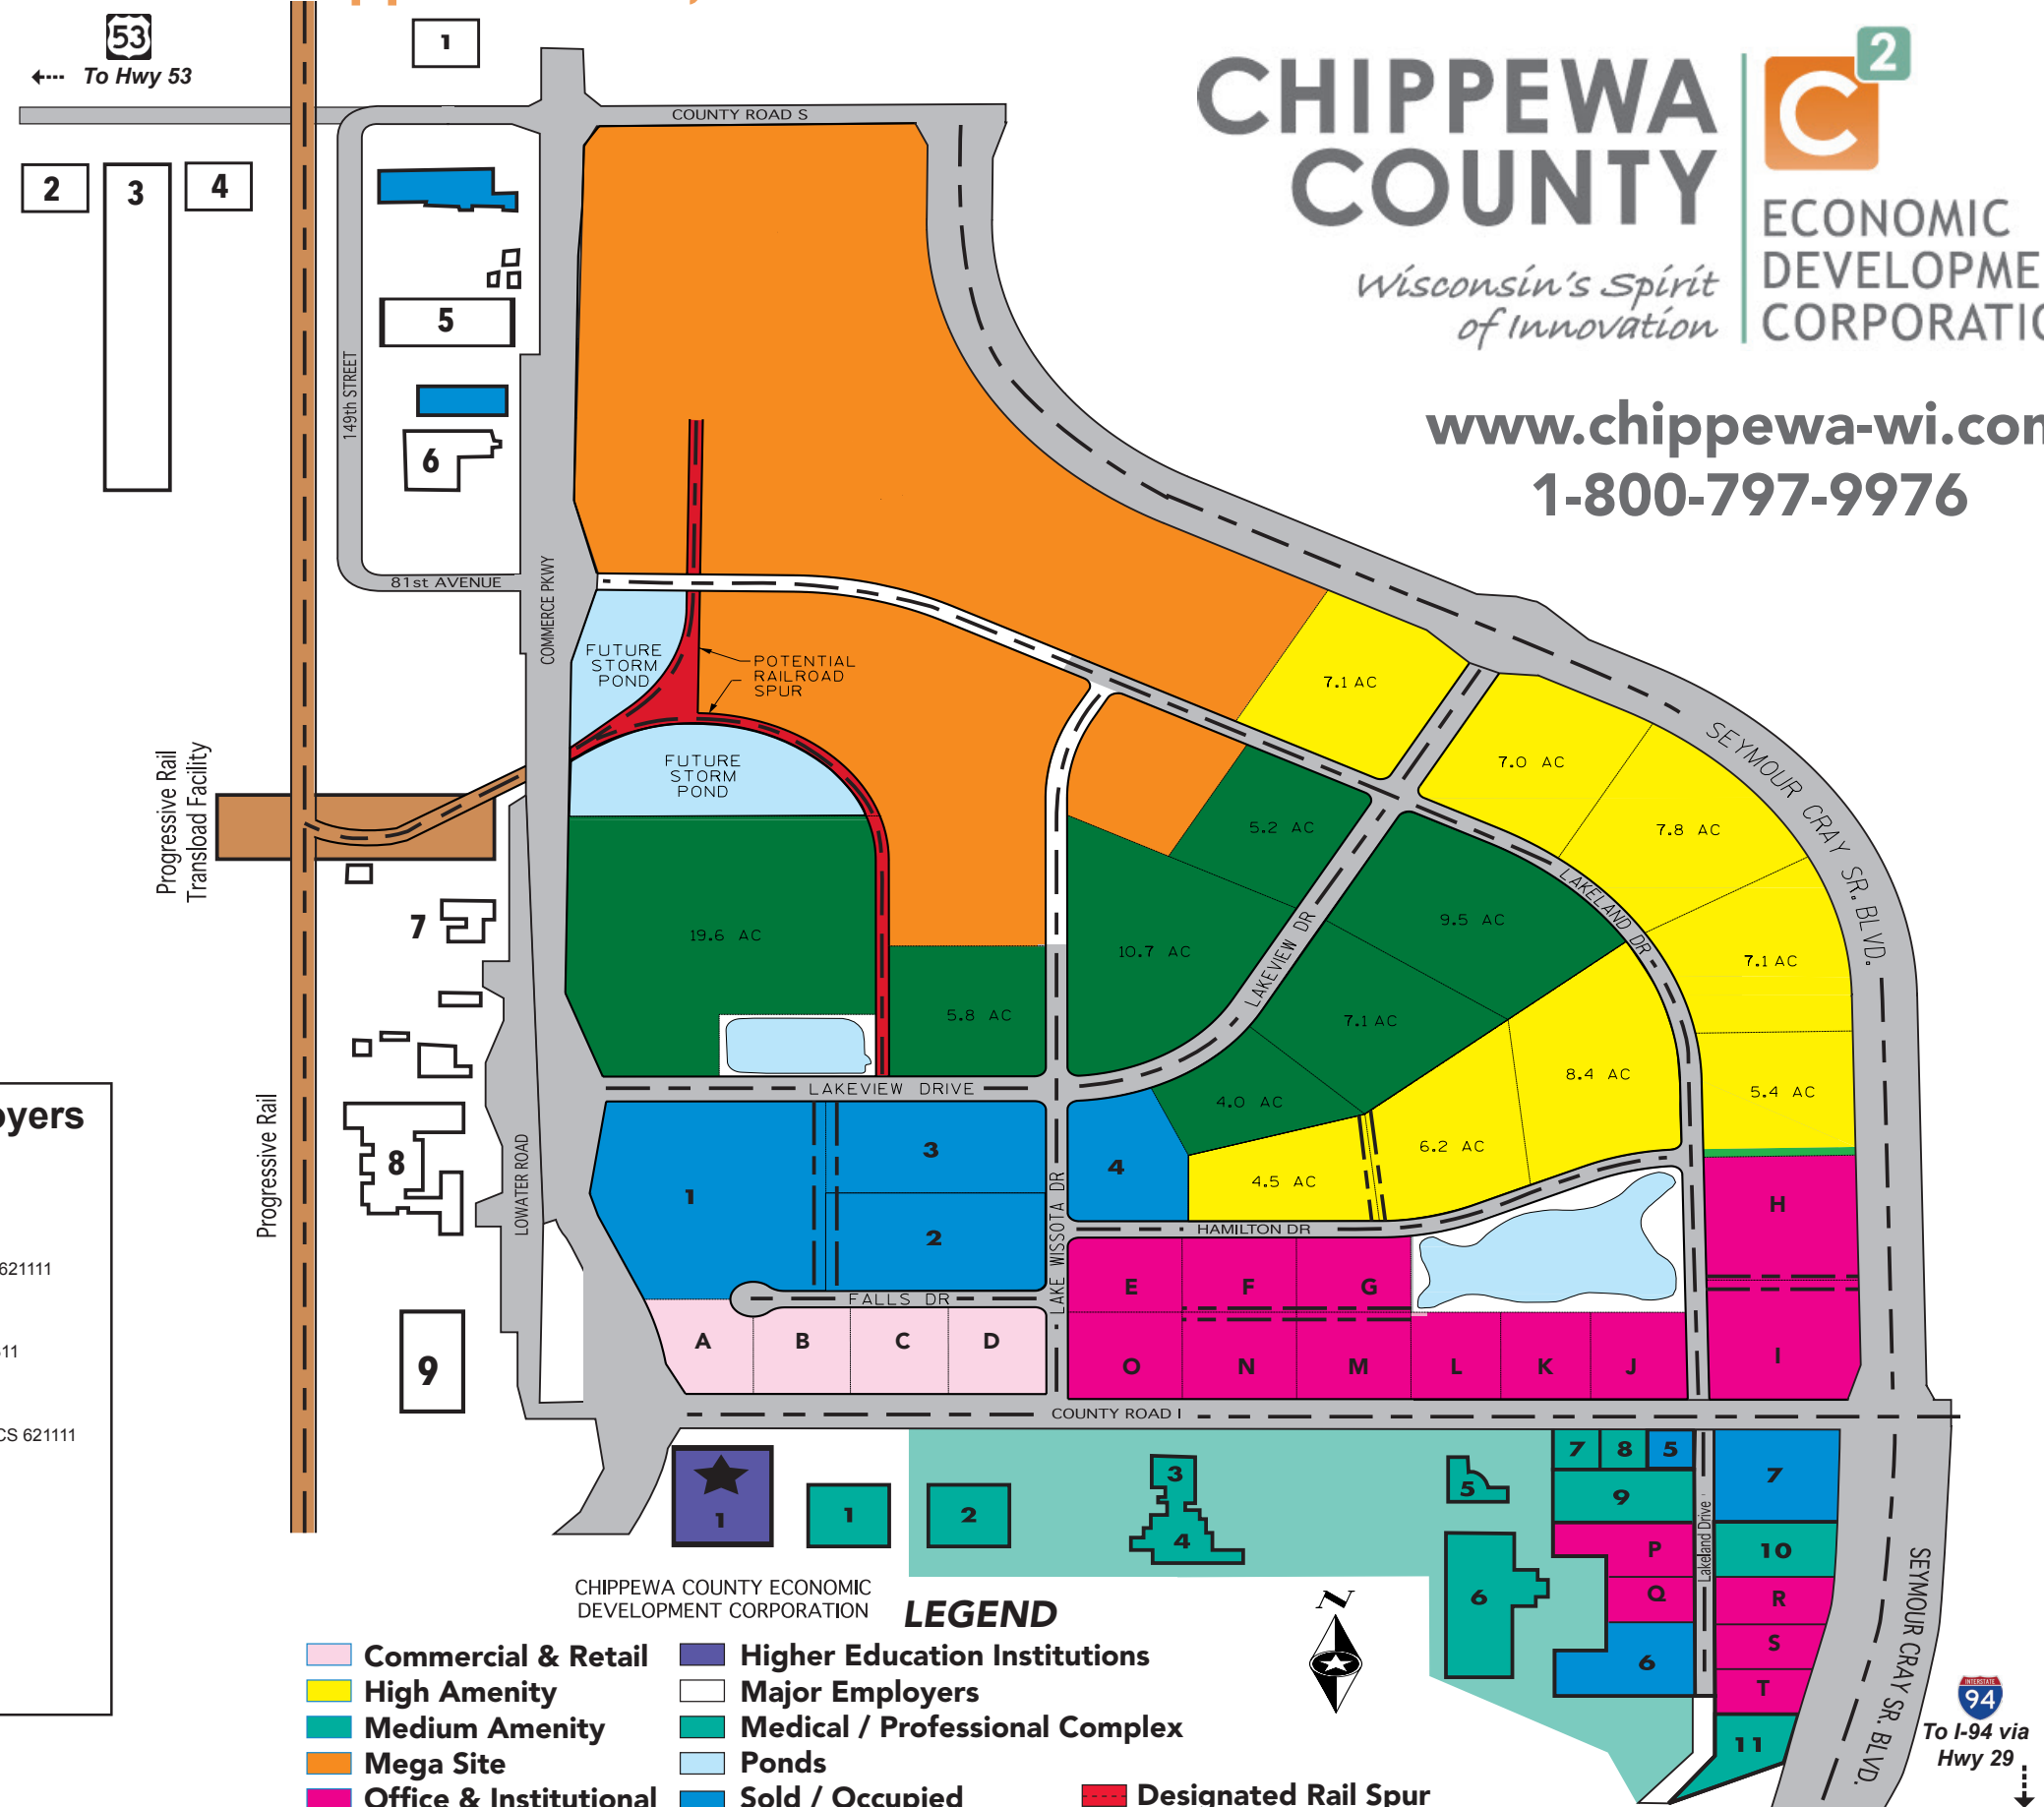 53
To Hwy 53
1
COUNTY ROAD S
CHIPPEWA
COUNTY
Wisconsin's Spirit
of Innovation
C2
ECONOMIC
DEVELOPME
CORPORATIO
www.chippewa-wi.com
1-800-797-9976
2
3
4
5
6
149th STREET
81st AVENUE
COMMERCE PKWY
FUTURE
STORM
POND
POTENTIAL
RAILROAD
SPUR
FUTURE
STORM
POND
7.1 AC
7.0 AC
7.8 AC
SEYMOUR CRAY SR. BLVD.
5.2 AC
9.5 AC
LAKELAND DR
7.1 AC
Progressive Rail
Transload Facility
7
19.6 AC
10.7 AC
LAKEVIEW DR
5.8 AC
7.1 AC
8.4 AC
5.4 AC
4.0 AC
6.2 AC
4.5 AC
LAKEVIEW DRIVE
Progressive Rail
8
LOWATER ROAD
1
3
2
4
LAKE WISSOTA DR
HAMILTON DR
FALLS DR
H
E
F
G
A
B
C
D
O
N
M
L
K
J
I
9
COUNTY ROAD I
oyers
621111
11
CS 621111
1
1
2
3
4
5
6
7
8
5
9
P
Q
6
Lakeland Drive
7
10
R
S
T
11
SEYMOUR CRAY SR. BLVD.
INTERSTATE
94
To I-94 via
Hwy 29
CHIPPEWA COUNTY ECONOMIC
DEVELOPMENT CORPORATION
LEGEND
N
Commercial & Retail
High Amenity
Medium Amenity
Mega Site
Office & Institutional
Higher Education Institutions
Major Employers
Medical / Professional Complex
Ponds
Sold / Occupied
Designated Rail Spur